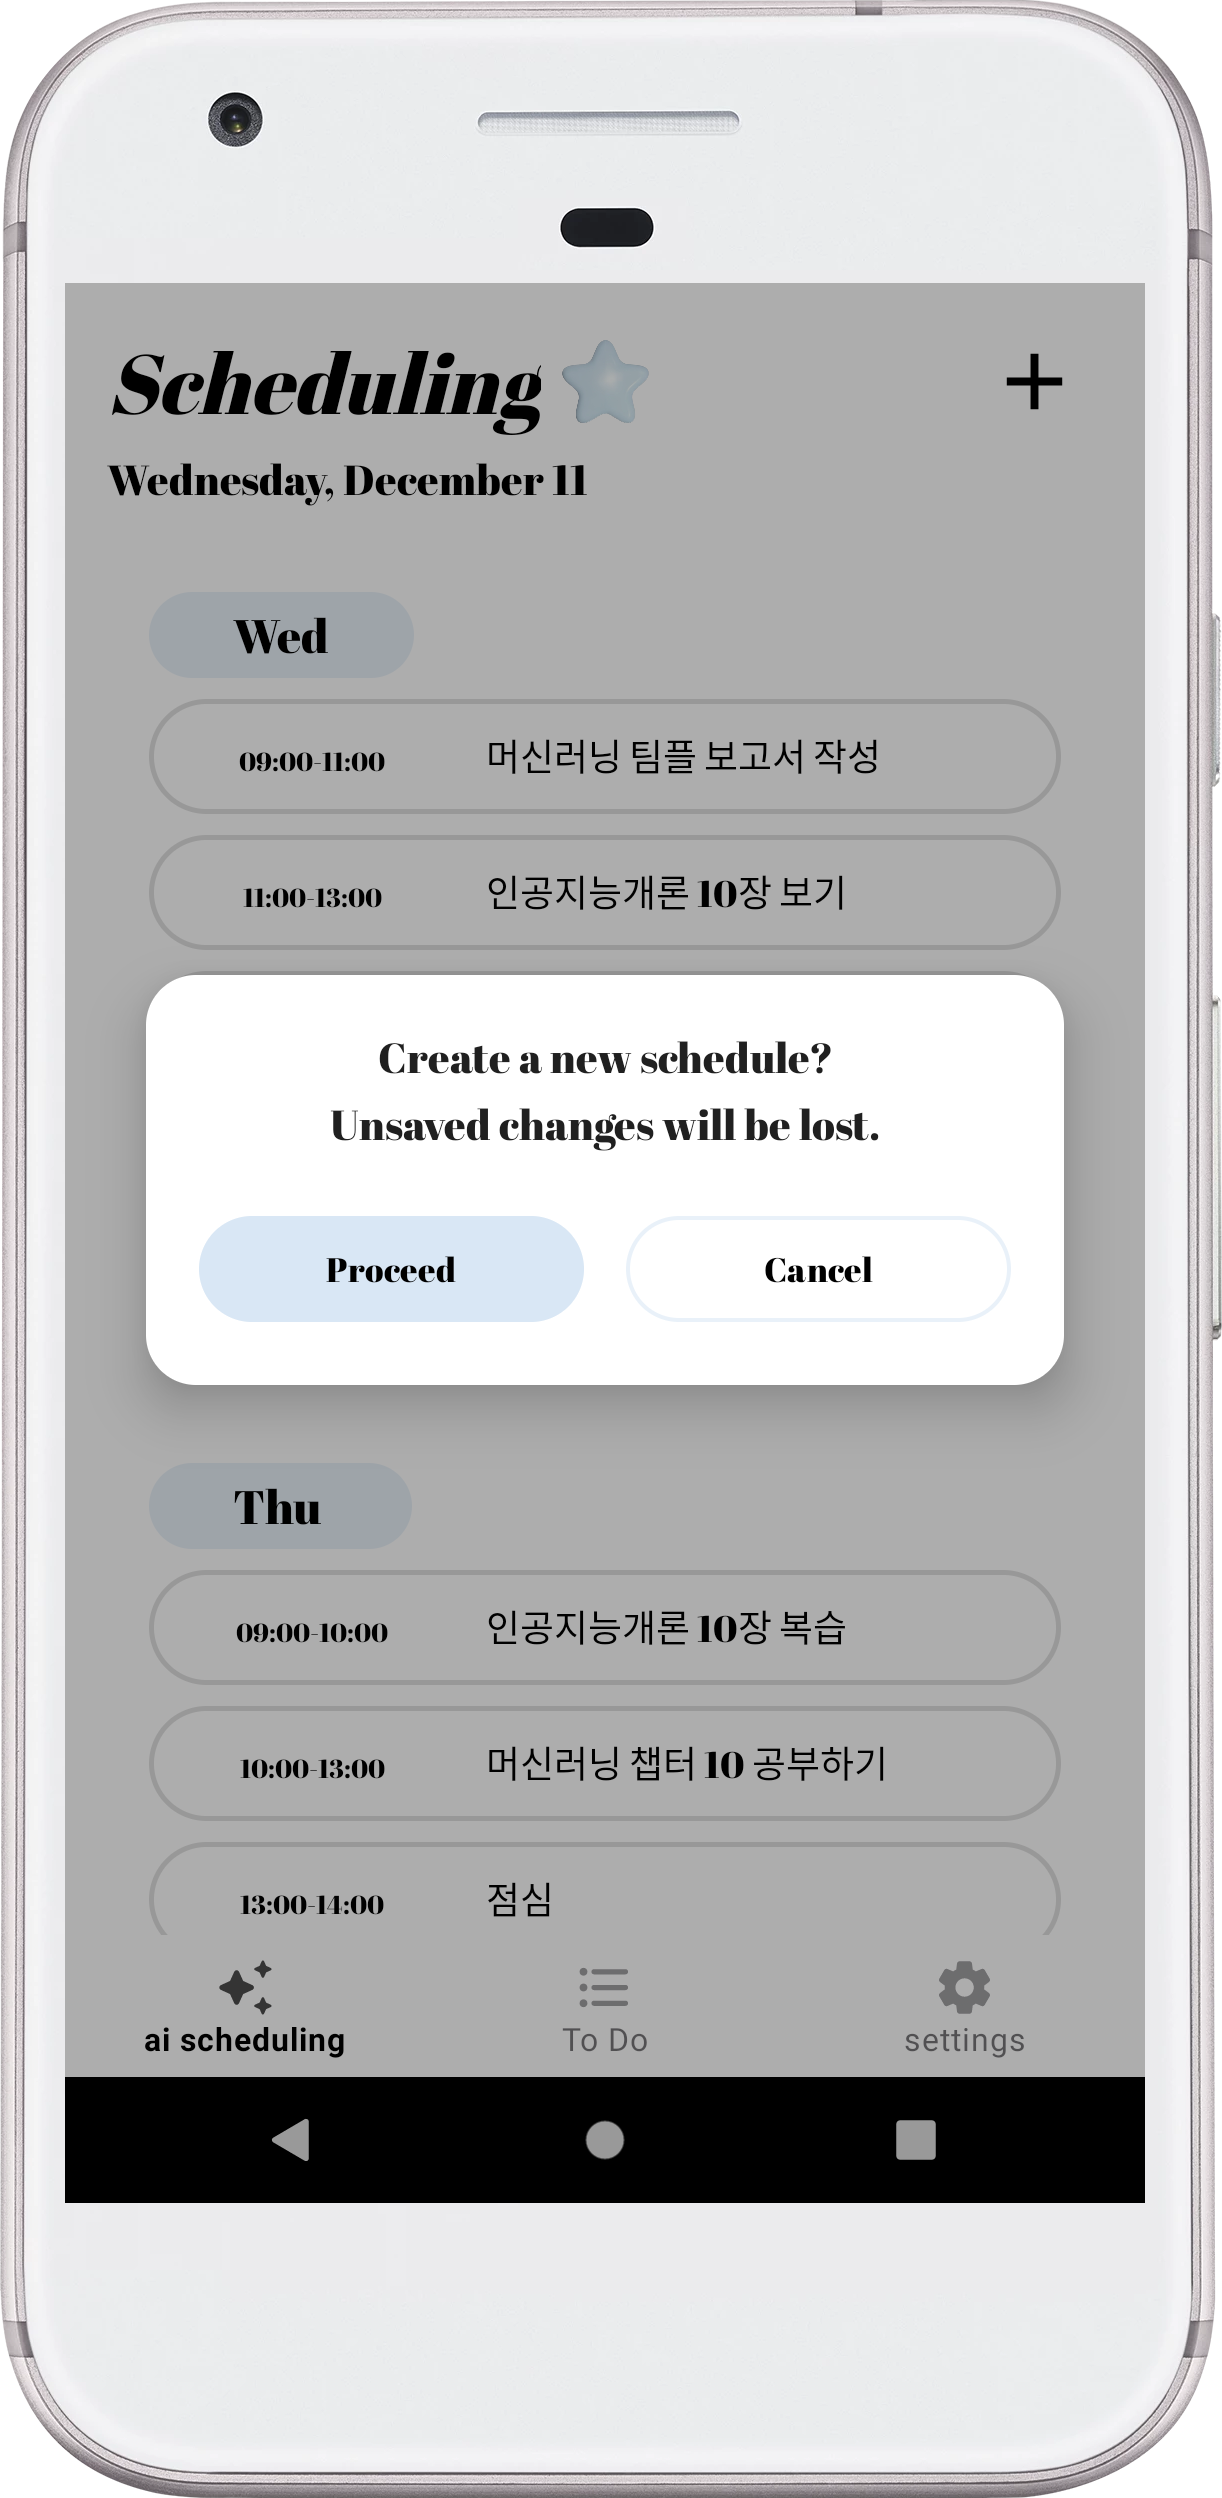 Scheduling
Wednesday, December 11
Wed
09:00-11:00 머신러닝 팀플 보고서 작성
11:00-13:00 인공지능개론 10장 보기
Create a new schedule?
Unsaved changes will be lost.
Proceed Cancel
Thu
09:00-10:00 인공지능개론 10장 복습
10:00-13:00 머신러닝 챕터 10 공부하기
13:00-14:00 점심
ai scheduling To Do settings